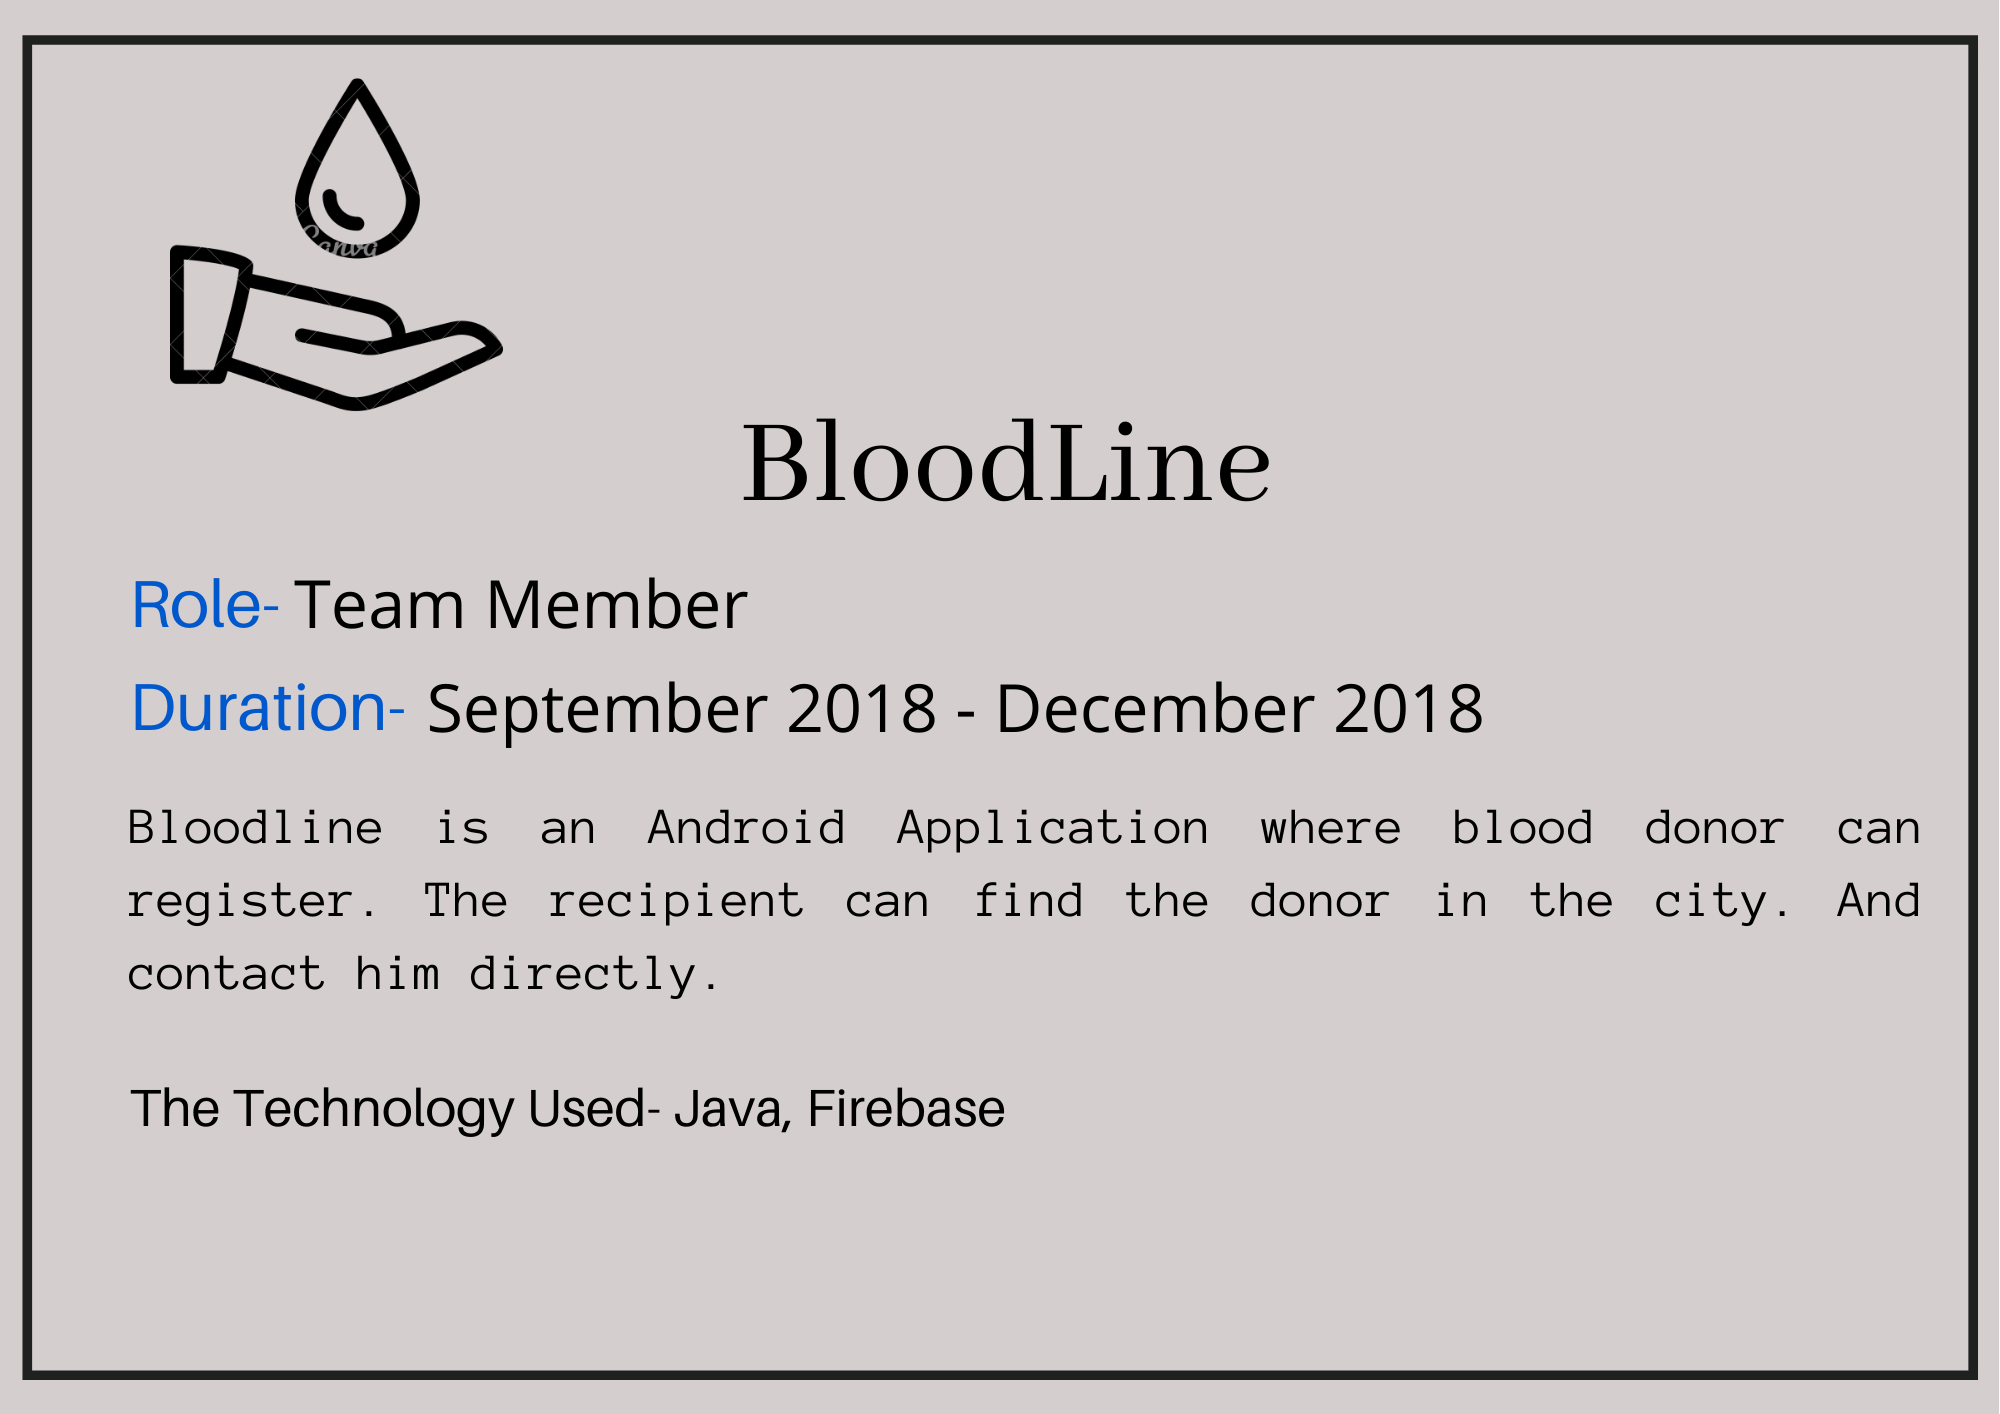 Canva
BloodLine
Role- Team Member
Duration- September 2018 - December 2018
Bloodline is an Android Application where blood donor can
register. The recipient can find the donor in the city. And
contact him directly.
The Technology Used- Java, Firebase